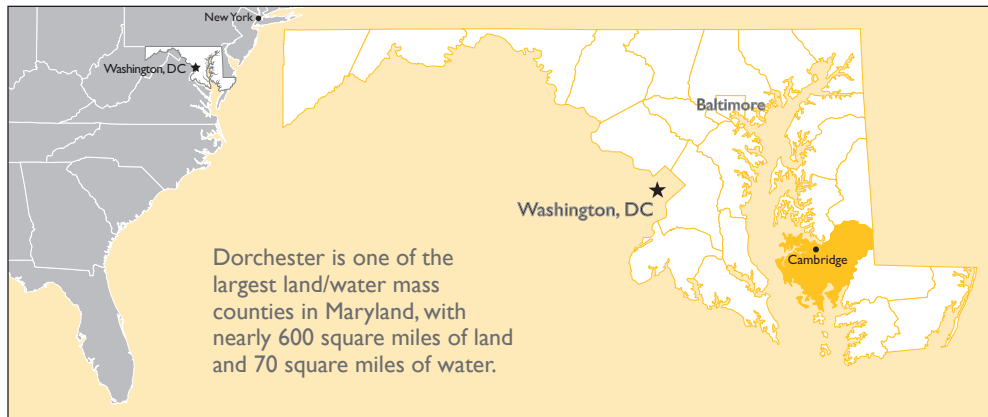 New York
Washington, DC
Baltimore
Washington, DC
Cambridge
Dorchester is one of the
largest land/water mass
counties in Maryland, with
nearly 600 square miles of land
and 70 square miles of water.